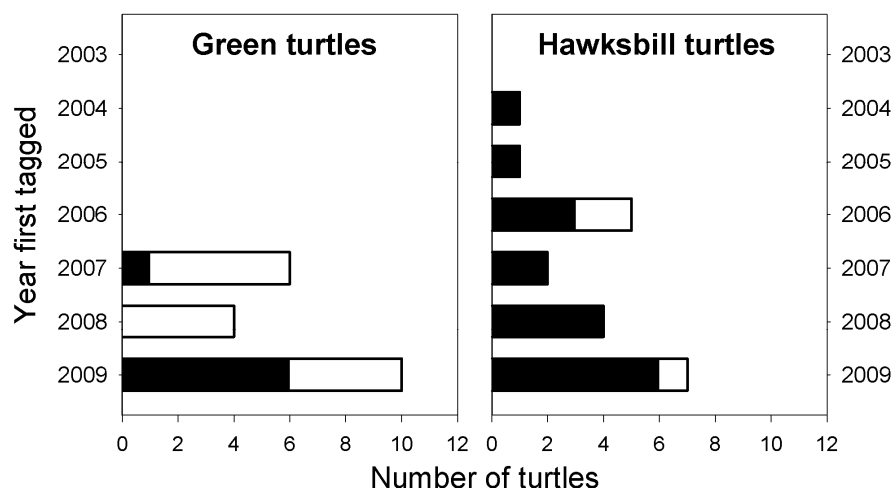 Green turtles
Hawksbill turtles
Year first tagged
2003
2004
2005
2006
2007
2008
2009
2003
2004
2005
2006
2007
2008
2009
0 2 4 6 8 10 12
0 2 4 6 8 10 12
Number of turtles